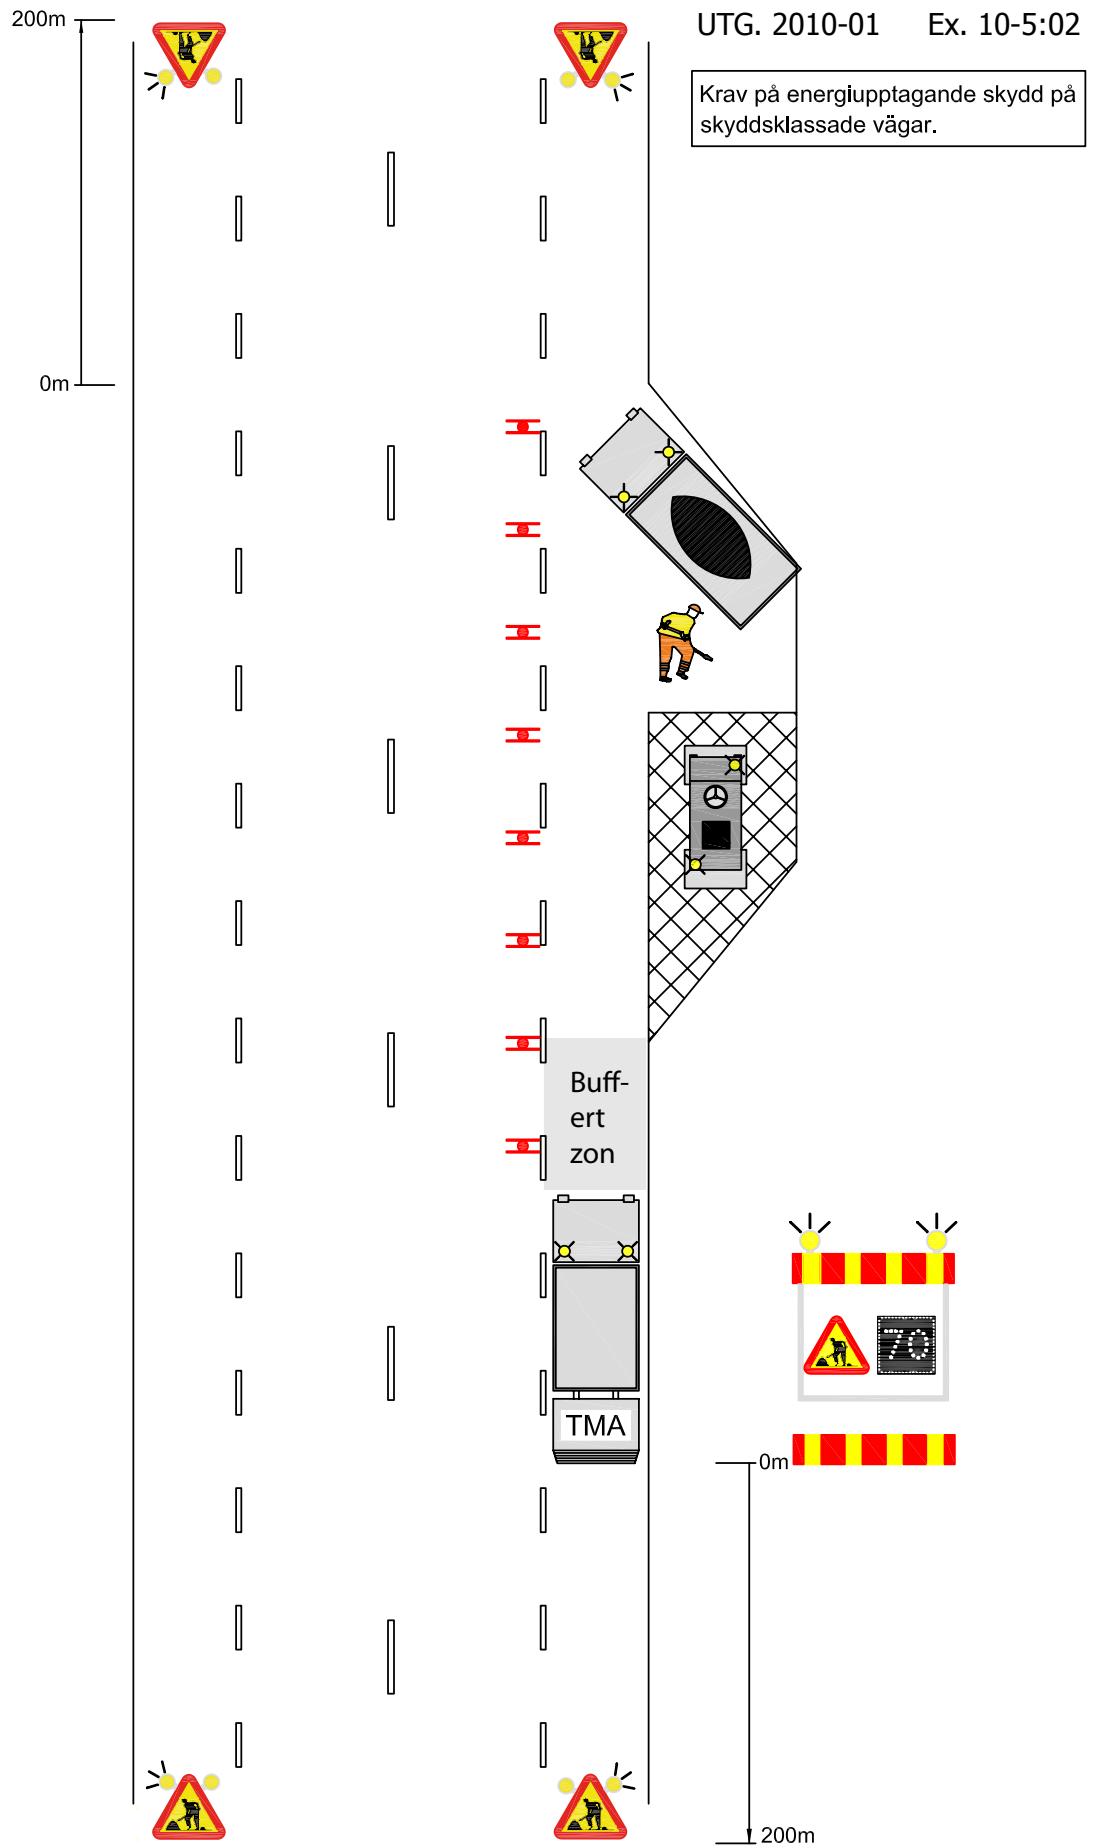 200m
UTG. 2010-01 Ex. 10-5:02
Krav på energiupptagande skydd på
skyddsklassade vägar.
0m
Buff-
ert
zon
70
TMA
0m
200m